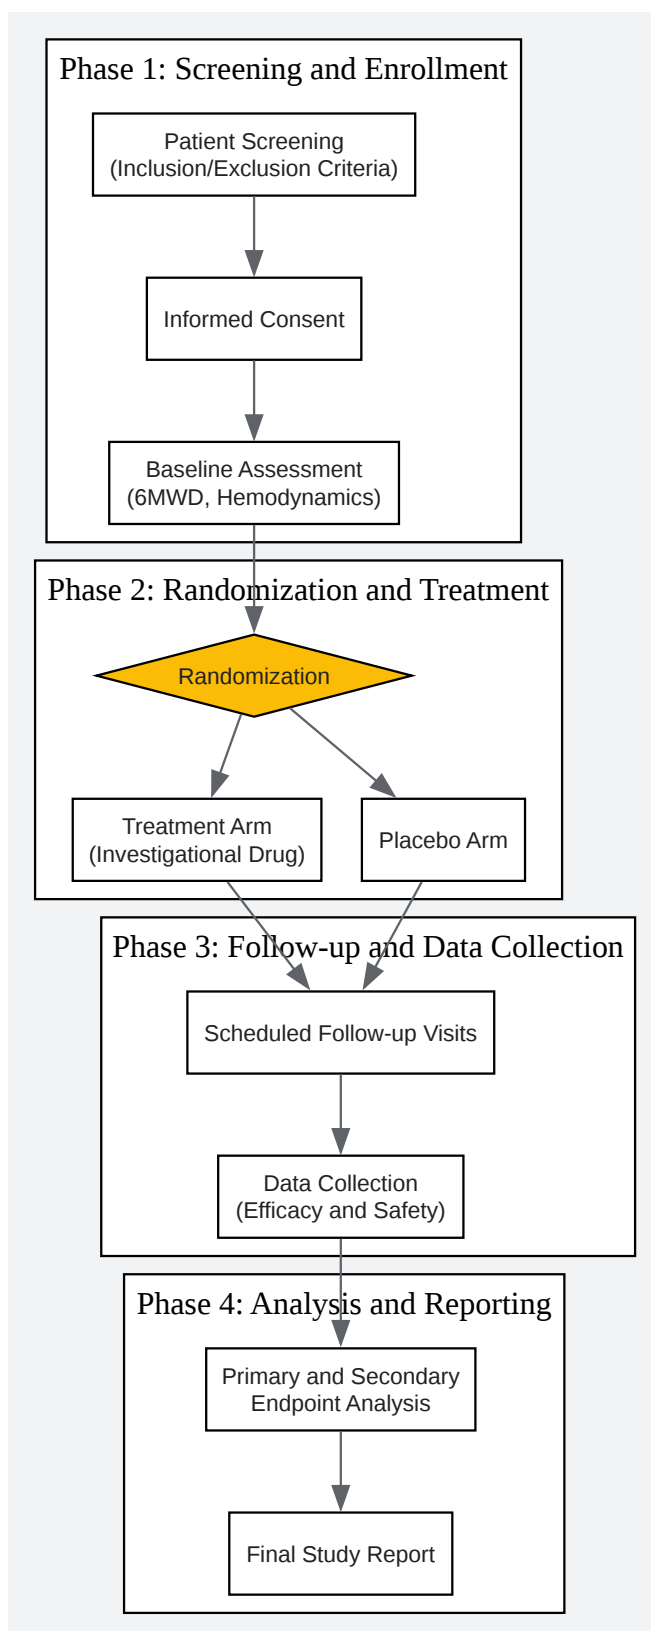 Phase 1: Screening and Enrollment
Patient Screening
(Inclusion/Exclusion Criteria)
Informed Consent
Baseline Assessment
(6MWD, Hemodynamics)
Phase 2: Randomization and Treatment
Randomization
Treatment Arm
(Investigational Drug)
Placebo Arm
Phase 3: Follow-up and Data Collection
Scheduled Follow-up Visits
Data Collection
(Efficacy and Safety)
Phase 4: Analysis and Reporting
Primary and Secondary
Endpoint Analysis
Final Study Report